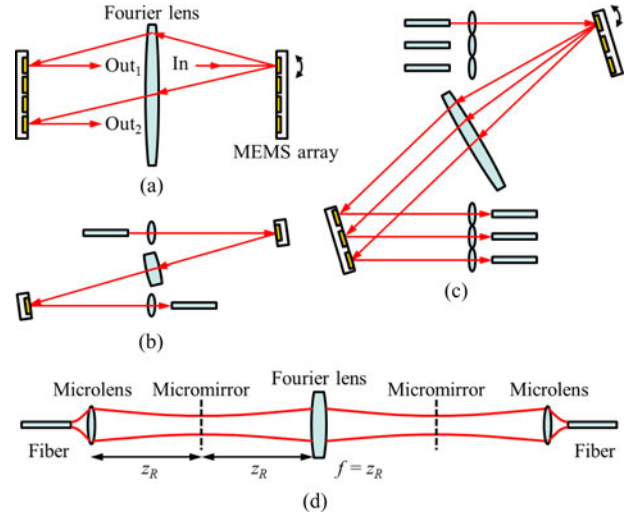 Fourier lens
Out1
In
Out2
MEMS array
(a)
(b)
(c)
Fourier lens
Microlens
Micromirror
Micromirror
Microlens
Fiber
Fiber
zR
zR
f = zR
(d)